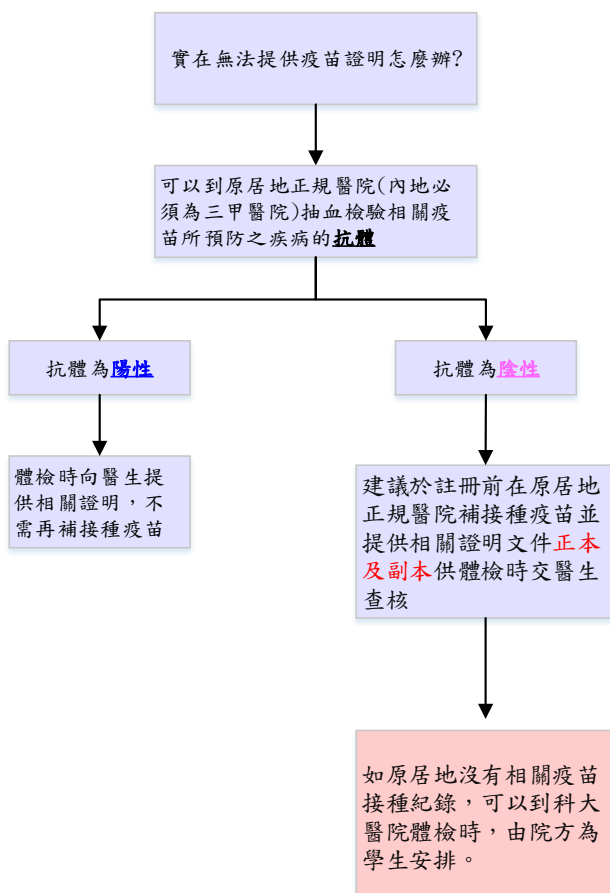 實在無法提供疫苗證明怎麼辦?
可以到原居地正規醫院(內地必
須為三甲醫院)抽血檢驗相關疫
苗所預防之疾病的抗體
抗體為陽性
抗體為陰性
體檢時向醫生提
供相關證明，不
需再補接種疫苗
建議於註冊前在原居地
正規醫院補接種疫苗並
提供相關證明文件正本
及副本供體檢時交醫生
查核
如原居地沒有相關疫苗
接種紀錄，可以到科大
醫院體檢時，由院方為
學生安排。